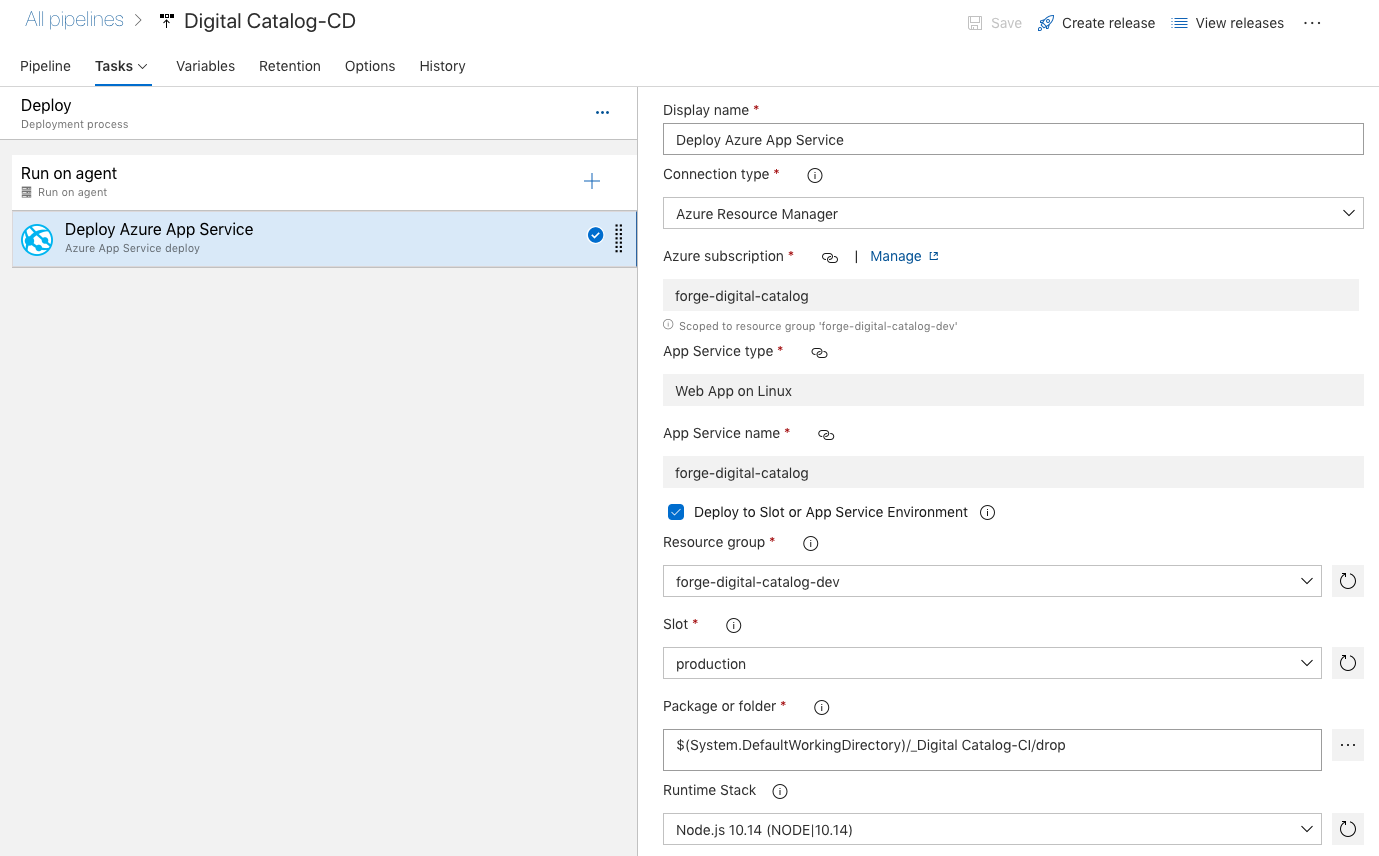 All pipelines > Digital Catalog-CD
Save Create release View releases ...
Pipeline Tasks Variables Retention Options History
Deploy
Deployment process
...
Run on agent
Run on agent
Deploy Azure App Service
Azure App Service deploy
Display name *
Deploy Azure App Service
Connection type *
Azure Resource Manager
Azure subscription * | Manage
forge-digital-catalog
Scoped to resource group 'forge-digital-catalog-dev'
App Service type *
Web App on Linux
App Service name *
forge-digital-catalog
Deploy to Slot or App Service Environment
Resource group *
forge-digital-catalog-dev
Slot *
production
Package or folder *
$(System.DefaultWorkingDirectory)/_Digital Catalog-CI/drop
...
Runtime Stack
Node.js 10.14 (NODE|10.14)